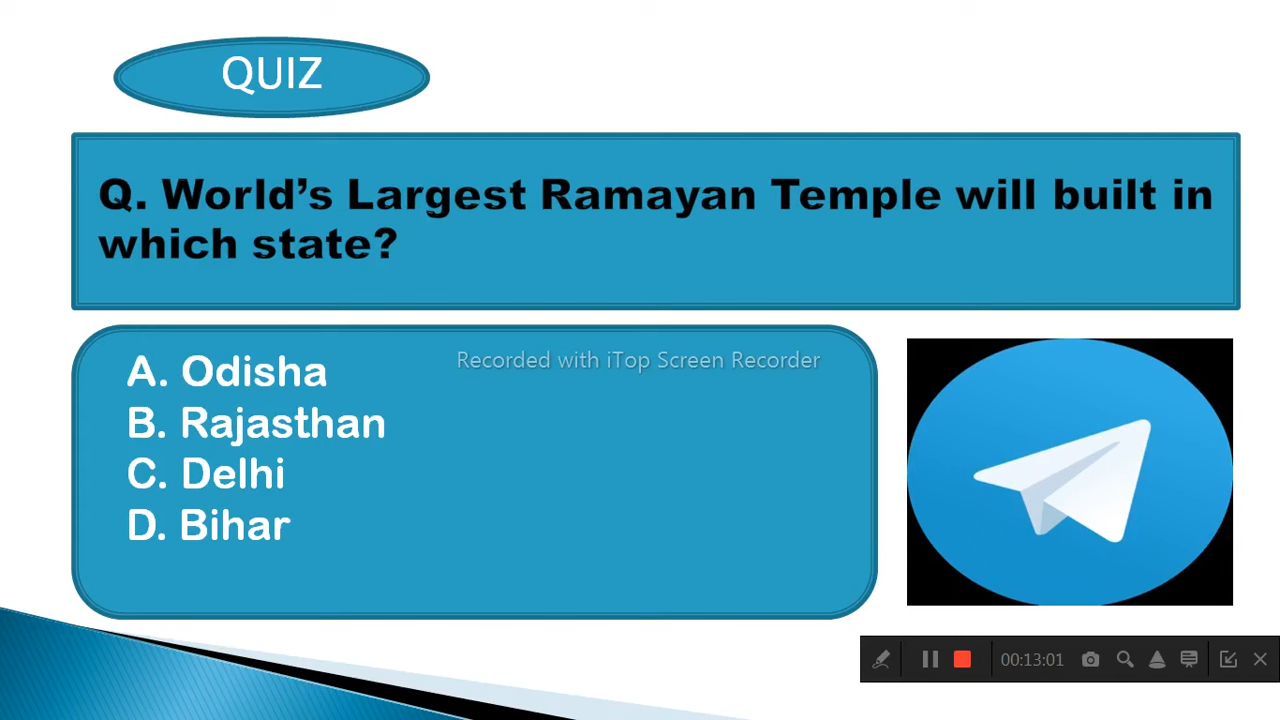 QUIZ
Q. World’s Largest Ramayan Temple will built in
which state?
A. Odisha
Recorded with iTop Screen Recorder
B. Rajasthan
C. Delhi
D. Bihar
00:13:01